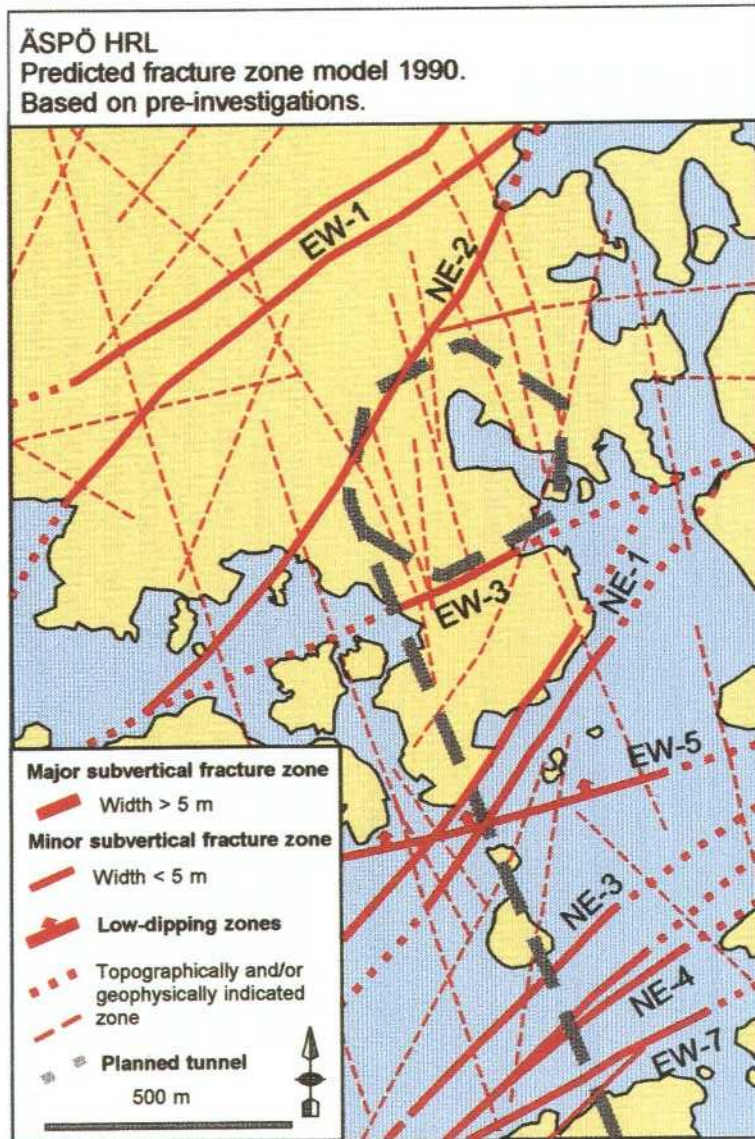 ÄSPÖ HRL
Predicted fracture zone model 1990.
Based on pre-investigations.
EW-1
NE-2
EW-3
NE-1
EW-5
NE-3
NE-4
EW-7
Major subvertical fracture zone
Width > 5 m
Minor subvertical fracture zone
Width < 5 m
Low-dipping zones
Topographically and/or
geophysically indicated
zone
Planned tunnel
500 m